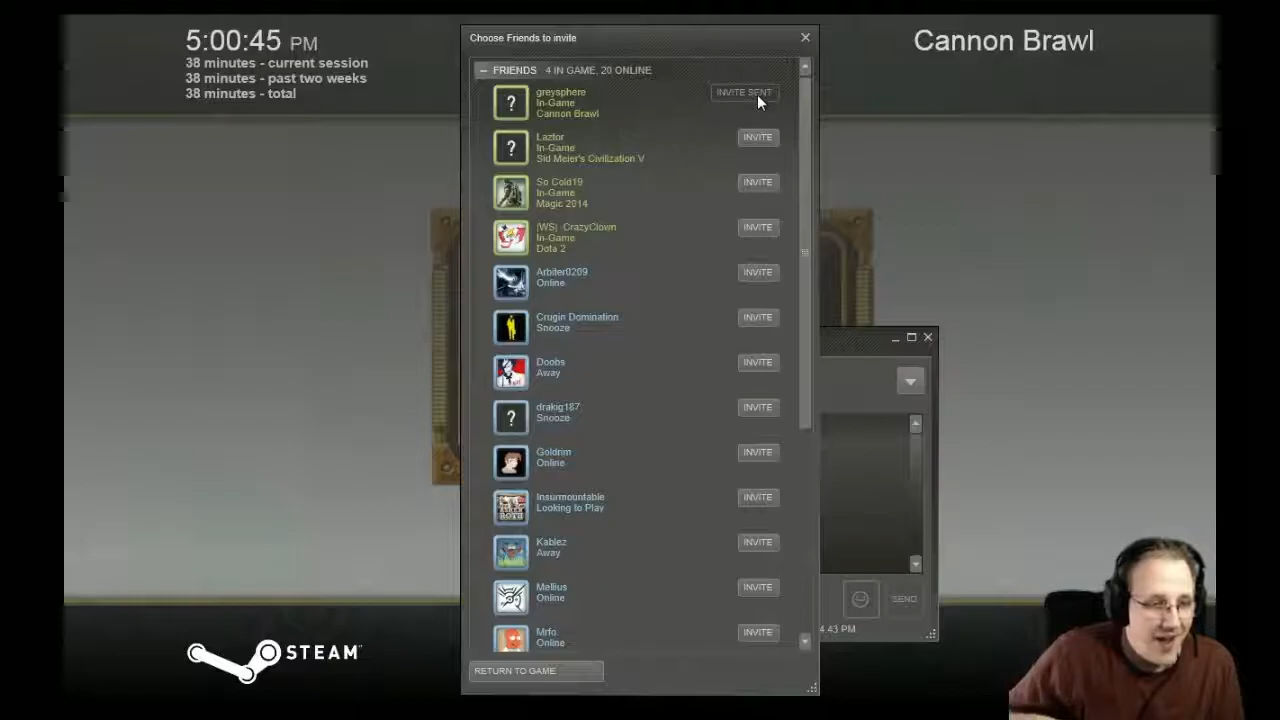 5:00:45 PM
38 minutes - current session
38 minutes - past two weeks
38 minutes - total
Cannon Brawl
Choose Friends to invite
FRIENDS 4 IN GAME, 20 ONLINE
greysphere
In-Game
Cannon Brawl
INVITE SENT
Laztor
In-Game
Sid Meier's Civilization V
INVITE
So Cold19
In-Game
Magic 2014
INVITE
(WS) CrazyClown
In-Game
Dota 2
INVITE
Arbiter0209
Online
INVITE
Crugin Domination
Snooze
INVITE
Doobs
Away
INVITE
drakig187
Snooze
INVITE
Goldrim
Online
INVITE
Insurmountable
Looking to Play
INVITE
Kablez
Away
INVITE
Mellius
Online
INVITE
Mrfo
Online
INVITE
RETURN TO GAME
SEND
4:43 PM
STEAM